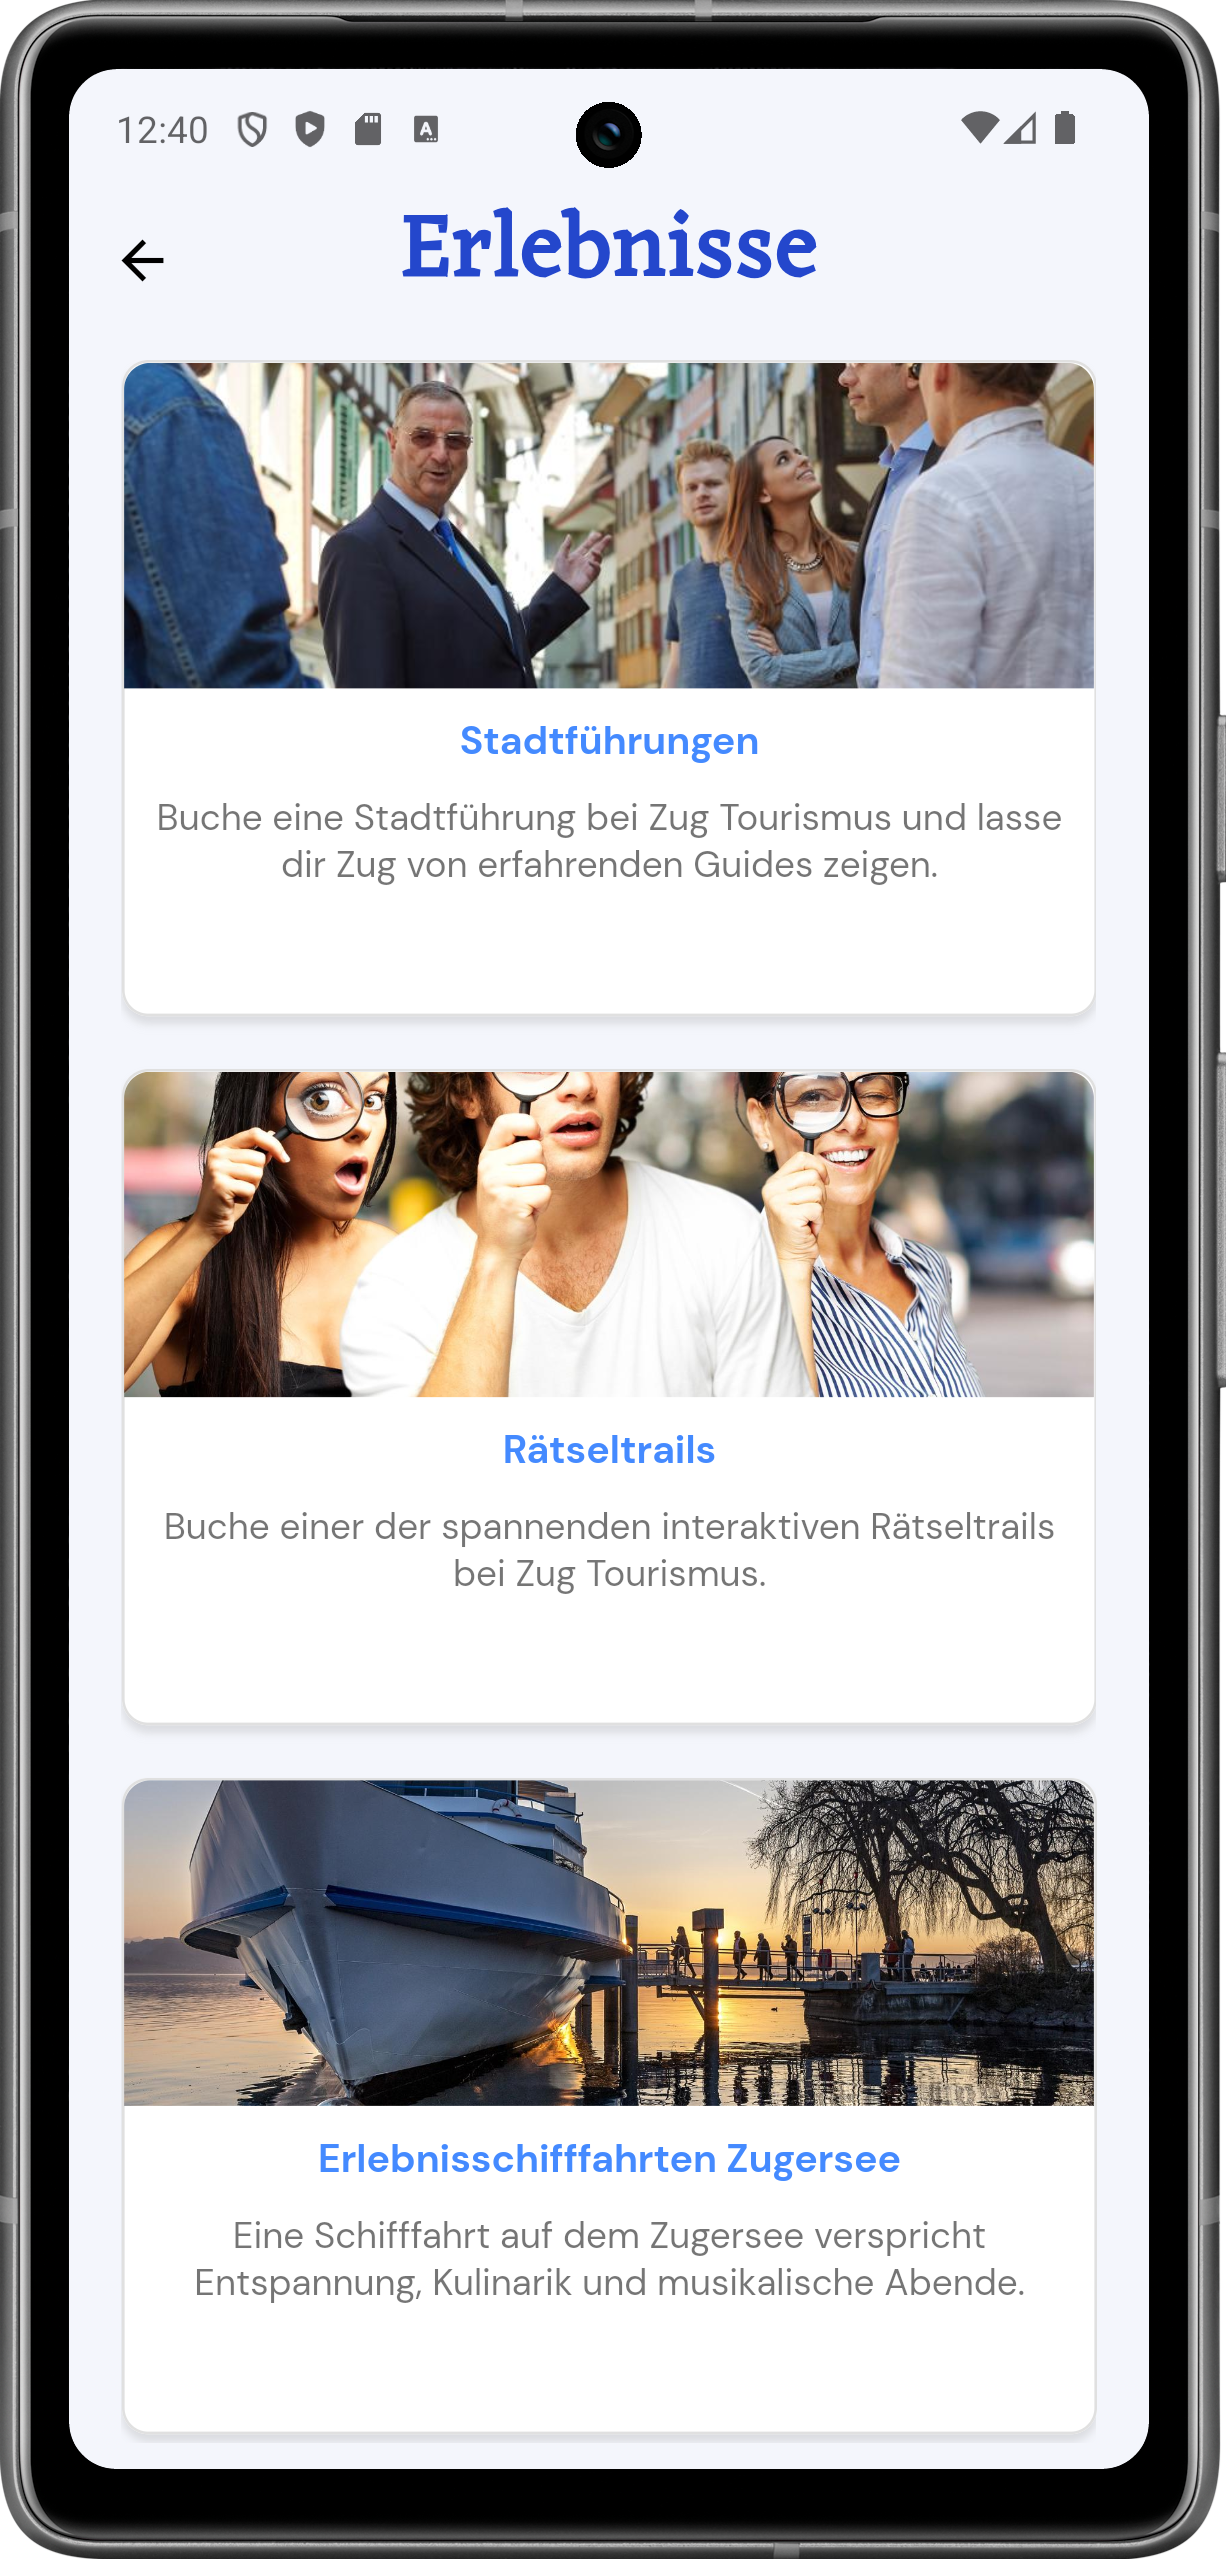 12:40
Erlebnisse
Stadtführungen
Buche eine Stadtführung bei Zug Tourismus und lasse
dir Zug von erfahrenden Guides zeigen.
Rätseltrails
Buche einer der spannenden interaktiven Rätseltrails
bei Zug Tourismus.
Erlebnisschifffahrten Zugersee
Eine Schifffahrt auf dem Zugersee verspricht
Entspannung, Kulinarik und musikalische Abende.